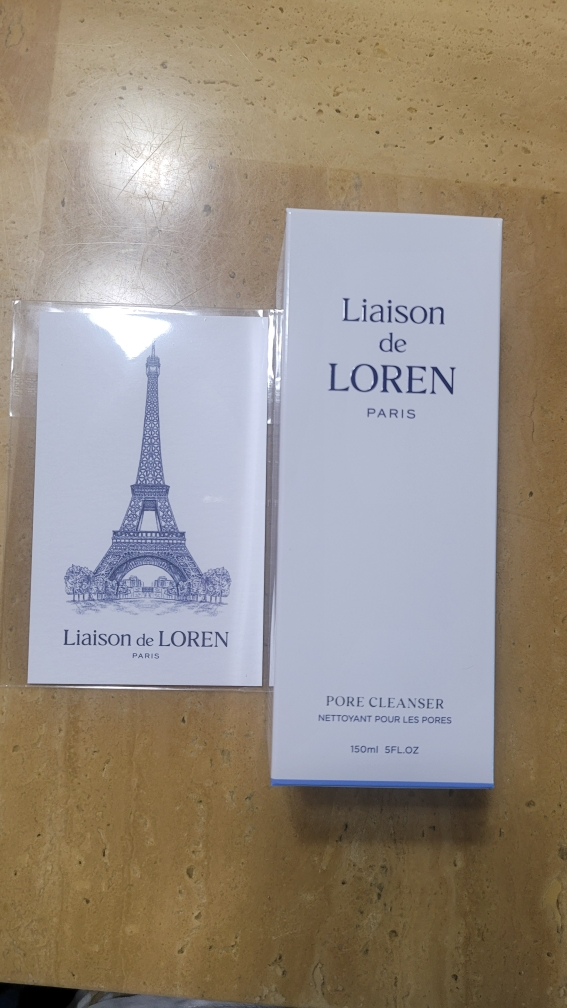 Liaison de LOREN
PARIS
Liaison
de
LOREN
PARIS
PORE CLEANSER
NETTOYANT POUR LES PORES
150ml 5FL.OZ